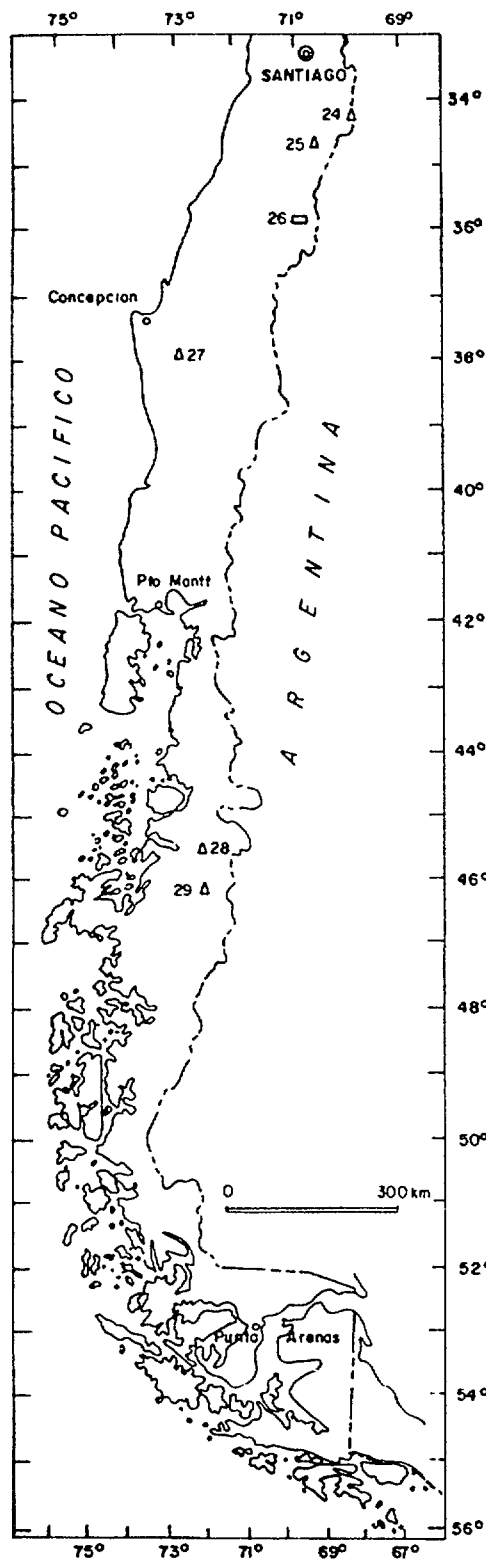 75° 73° 71° 69°
SANTIAGO
34°
24
25
26
36°
Concepcion
27
38°
OCEANO PACIFICO
ARGENTINA
40°
Pto Montt
42°
44°
28
29
46°
48°
50°
0 300 km.
52°
Punta Arenas
54°
56°
75° 73° 71° 69° 67°